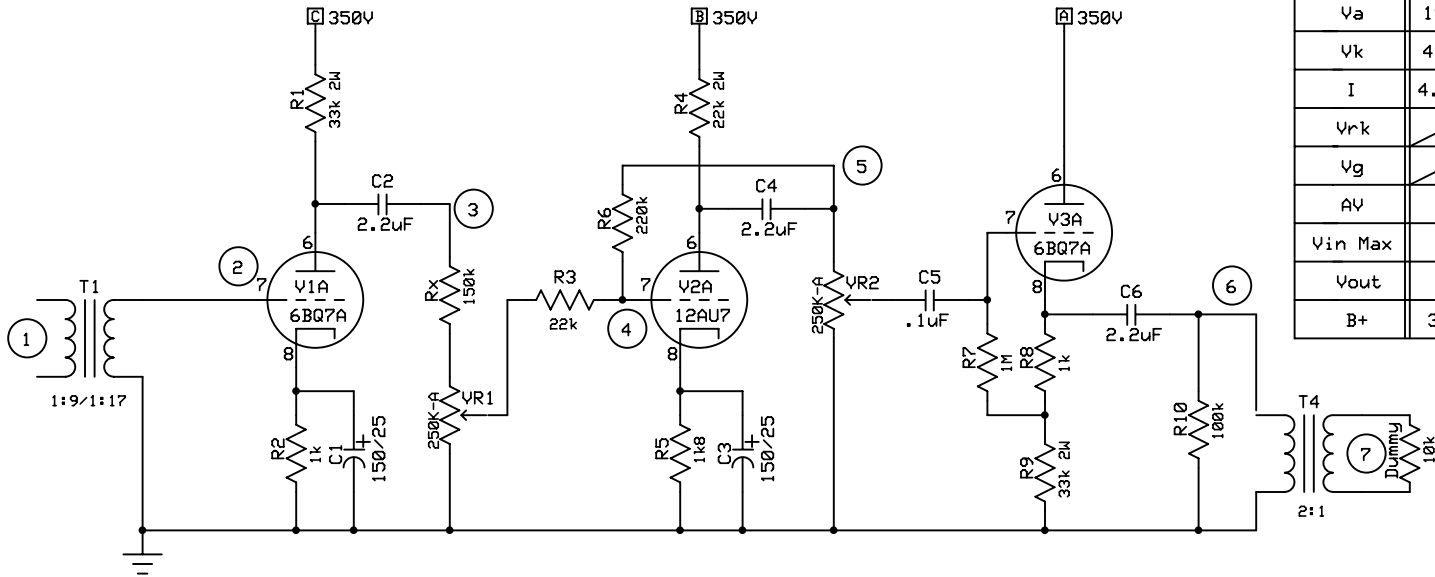 C 350V
B 350V
A 350V
R1
33k 2W
R4
22k 2W
C2
2.2uF
3
5
R6
220k
C4
2.2uF
6
7
V3A
6BQ7A
8
2
7
6
V1A
6BQ7A
8
T1
1
1:9/1:17
Rx
150k
R3
22k
7
6
V2A
12AU7
8
4
250K-A
VR2
C5
.1uF
R7
1M
R8
1k
C6
2.2uF
6
250K-A
VR1
R2
1k
C1
+
150/25
R5
1k8
C3
+
150/25
R9
33k 2W
R10
100k
T4
2:1
7
Dummy
10k
Va
Vk
I
Vrk
Vg
AV
Vin Max
Vout
B+